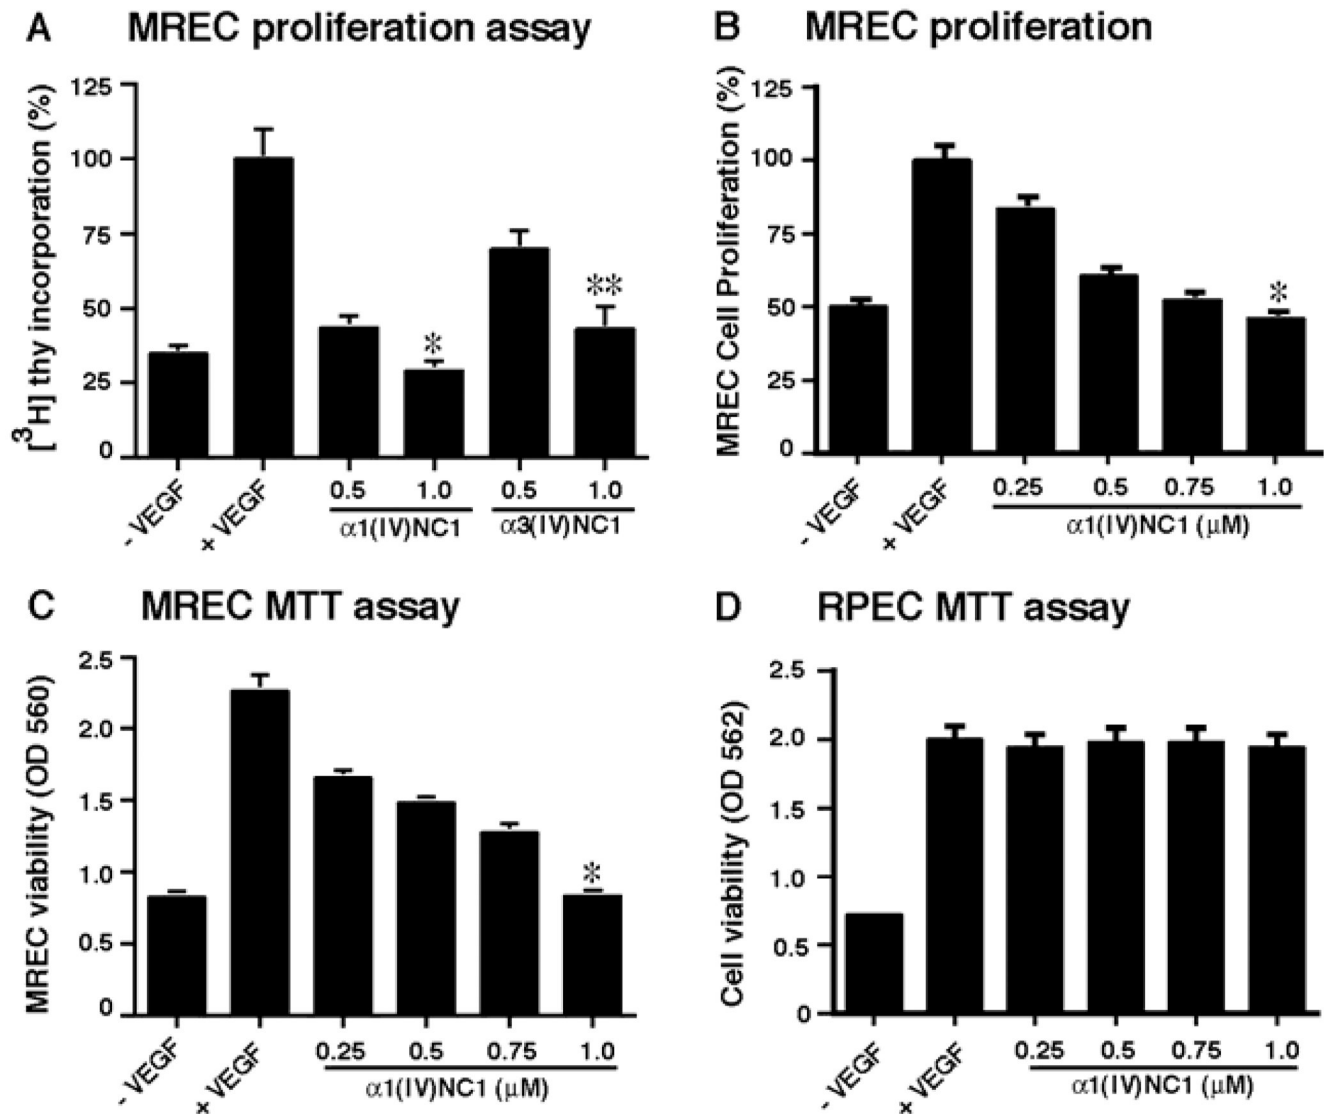 A MREC proliferation assay
[³H] thy incorporation (%)
125
100
75
50
25
0
*
**
- VEGF
+ VEGF
0.5 1.0 0.5 1.0
α1(IV)NC1 α3(IV)NC1
B MREC proliferation
MREC Cell Proliferation (%)
125
100
75
50
25
0
*
- VEGF
+ VEGF
0.25 0.5 0.75 1.0
α1(IV)NC1 (μM)
C MREC MTT assay
MREC viability (OD 560)
2.5
2.0
1.5
1.0
0.5
0
*
- VEGF
+ VEGF
0.25 0.5 0.75 1.0
α1(IV)NC1 (μM)
D RPEC MTT assay
Cell viability (OD 562)
2.5
2.0
1.5
1.0
0.5
0
- VEGF
+ VEGF
0.25 0.5 0.75 1.0
α1(IV)NC1 (μM)